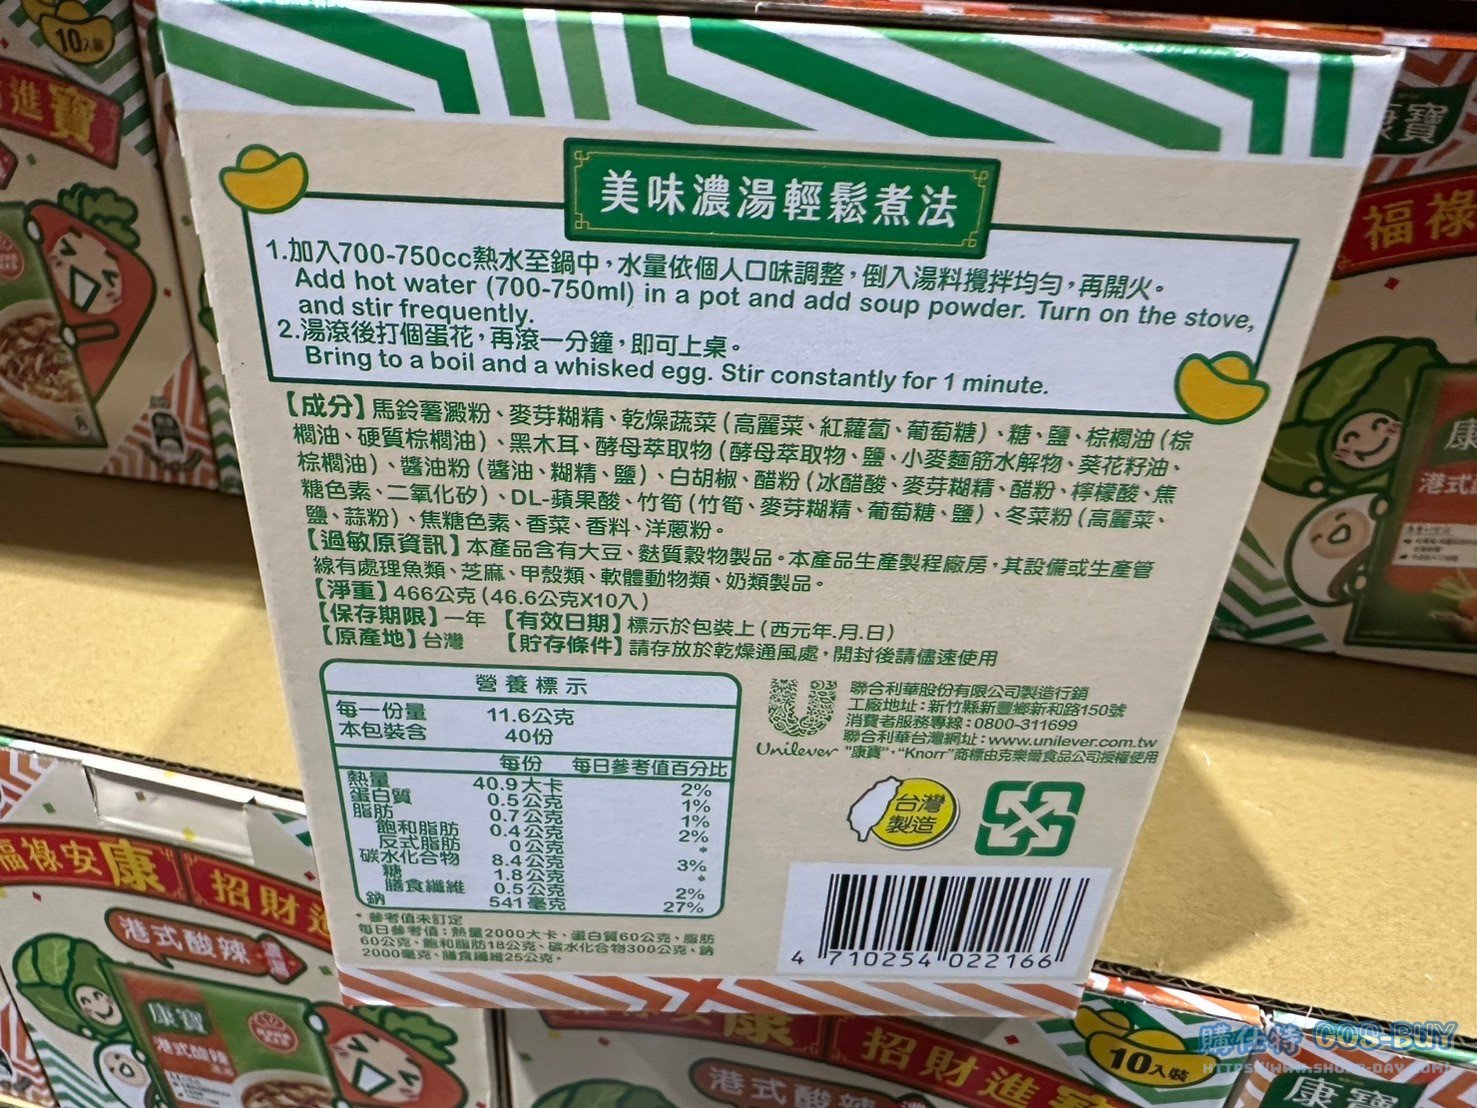 10入裝
進寶
美味濃湯輕鬆煮法
1.加入700-750cc熱水至鍋中，水量依個人口味調整，倒入湯料攪拌均勻，再開火。
Add hot water (700-750ml) in a pot and add soup powder. Turn on the stove,
and stir frequently.
2.湯滾後打個蛋花，再滾一分鐘，即可上桌。
Bring to a boil and a whisked egg. Stir constantly for 1 minute.
【成分】馬鈴薯澱粉、麥芽糊精、乾燥蔬菜(高麗菜、紅蘿蔔、葡萄糖)、糖、鹽、棕櫚油(棕
櫚油、硬質棕櫚油)、黑木耳、酵母萃取物(酵母萃取物、鹽、小麥麵筋水解物、葵花籽油、
棕櫚油)、醬油粉(醬油、糊精、鹽)、白胡椒、醋粉(冰醋酸、麥芽糊精、醋粉、檸檬酸、焦
糖色素、二氧化矽)、DL-蘋果酸、竹筍(竹筍、麥芽糊精、葡萄糖、鹽)、冬菜粉(高麗菜、
鹽、蒜粉)、焦糖色素、香菜、香料、洋蔥粉。
【過敏原資訊】本產品含有大豆、麩質穀物製品。本產品生產製程廠房，其設備或生產管
線有處理魚類、芝麻、甲殼類、軟體動物類、奶類製品。
【淨重】466公克(46.6公克X10入)
【保存期限】一年 【有效日期】標示於包裝上(西元年.月.日)
【原產地】台灣 【貯存條件】請存放於乾燥通風處，開封後請儘速使用
營養標示
每一份量 11.6公克
本包裝含 40份
每份 每日參考值百分比
熱量 40.9大卡 2%
蛋白質 0.5公克 1%
脂肪 0.7公克 1%
飽和脂肪 0.4公克 2%
反式脂肪 0公克 *
碳水化合物 8.4公克 3%
糖 1.8公克 *
膳食纖維 0.5公克 2%
鈉 541毫克 27%
* 參考值未訂定
每日參考值：熱量2000大卡、蛋白質60公克、脂肪
60公克、飽和脂肪18公克、碳水化合物300公克、鈉
2000毫克、膳食纖維25公克。
Unilever
聯合利華股份有限公司製造行銷
工廠地址：新竹縣新豐鄉新和路150號
消費者服務專線：0800-311699
聯合利華台灣網址：www.unilever.com.tw
"康寶"，"Knorr"商標由克樂爾食品公司授權使用
台灣
製造
4 710254 022166
福祿
康
港式
福祿安康
招財進
港式酸辣
濃湯
康寶
港式酸辣
康
招財進寶
港式酸辣
10入裝
康寶
購仕特 COS-BUY